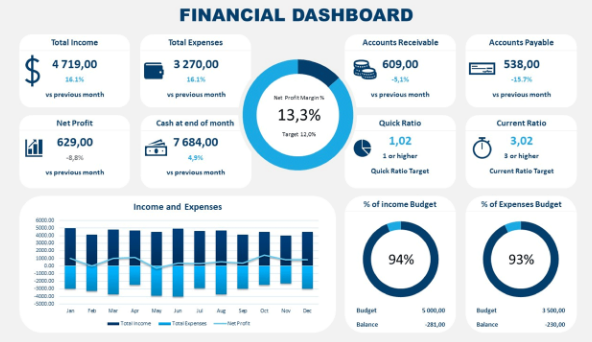 FINANCIAL DASHBOARD
Total Income
4 719,00
16.1%
vs previous month
Total Expenses
3 270,00
16.1%
vs previous month
Net Profit Margin %
13,3%
Target 12,0%
Accounts Receivable
609,00
-5,1%
vs previous month
Accounts Payable
538,00
-15.7%
vs previous month
Net Profit
629,00
-8,8%
vs previous month
Cash at end of month
7 684,00
4,9%
vs previous month
Quick Ratio
1,02
1 or higher
Quick Ratio Target
Current Ratio
3,02
3 or higher
Current Ratio Target
Income and Expenses
6000.00
5000.00
4000.00
3000.00
2000.00
1000.00
0.00
-1000.00
-2000.00
-3000.00
-4000.00
-5000.00
Jan Feb Mar Apr May Jun Jul Aug Sep Oct Nov Dec
Total Income Total Expenses Net Profit
% of income Budget
94%
Budget 5 000,00
Balance -281,00
% of Expenses Budget
93%
Budget 3 500,00
Balance -230,00